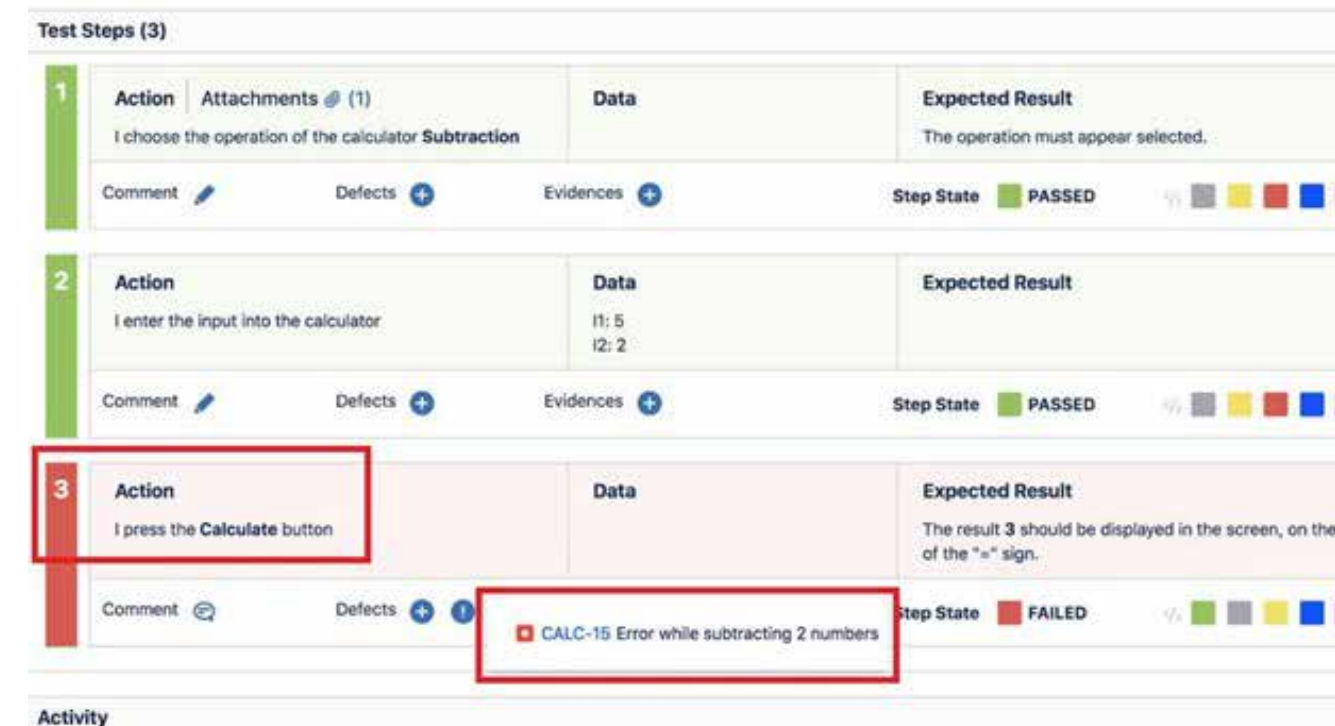 Test Steps (3)
1
Action Attachments (1)
Data
Expected Result
I choose the operation of the calculator Subtraction
The operation must appear selected.
Comment
Defects
Evidences
Step State PASSED
2
Action
Data
Expected Result
I enter the input into the calculator
I1: 5
I2: 2
Comment
Defects
Evidences
Step State PASSED
3
Action
Data
Expected Result
I press the Calculate button
The result 3 should be displayed in the screen, on the
of the "=" sign.
Comment
Defects
CALC-15 Error while subtracting 2 numbers
Step State FAILED
Activity